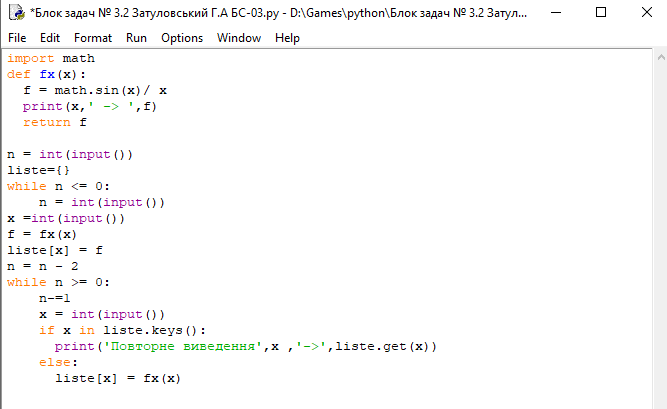 *Блок задач № 3.2 Затуловський Г.А БС-03.py - D:\Games\python\Блок задач № 3.2 Затул...
File Edit Format Run Options Window Help
import math
def fx(x):
  f = math.sin(x)/ x
  print(x,' -> ',f)
  return f

n = int(input())
liste={}
while n <= 0:
    n = int(input())
x =int(input())
f = fx(x)
liste[x] = f
n = n - 2
while n >= 0:
    n-=1
    x = int(input())
    if x in liste.keys():
      print('Повторне виведення',x ,'->',liste.get(x))
    else:
      liste[x] = fx(x)